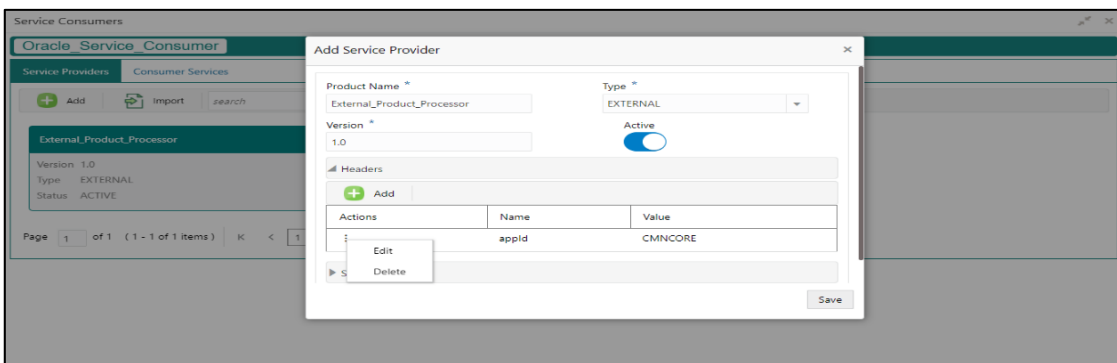 Service Consumers
Oracle_Service_Consumer
Service Providers Consumer Services
Add Import search
External_Product_Processor
Version 1.0
Type EXTERNAL
Status ACTIVE
Page 1 of 1 (1 - 1 of 1 items) K < 1
Add Service Provider ×
Product Name * Type *
External_Product_Processor EXTERNAL
Version * Active
1.0
Headers
Add
Actions Name Value
appId CMNCORE
Edit
Delete
S
Save